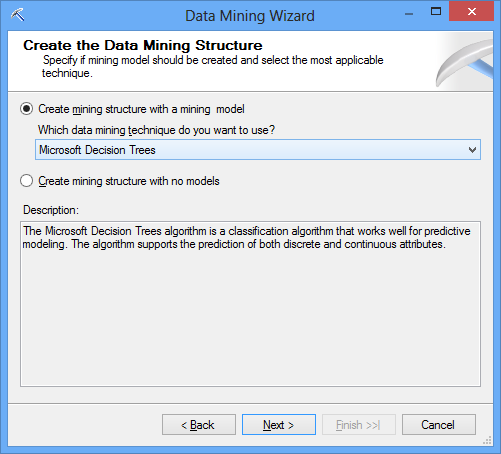 Data Mining Wizard
Create the Data Mining Structure
Specify if mining model should be created and select the most applicable
technique.
Create mining structure with a mining  model
Which data mining technique do you want to use?
Microsoft Decision Trees
Create mining structure with no models
Description:
The Microsoft Decision Trees algorithm is a classification algorithm that works well for predictive
modeling. The algorithm supports the prediction of both discrete and continuous attributes.
< Back Next > Finish >>| Cancel